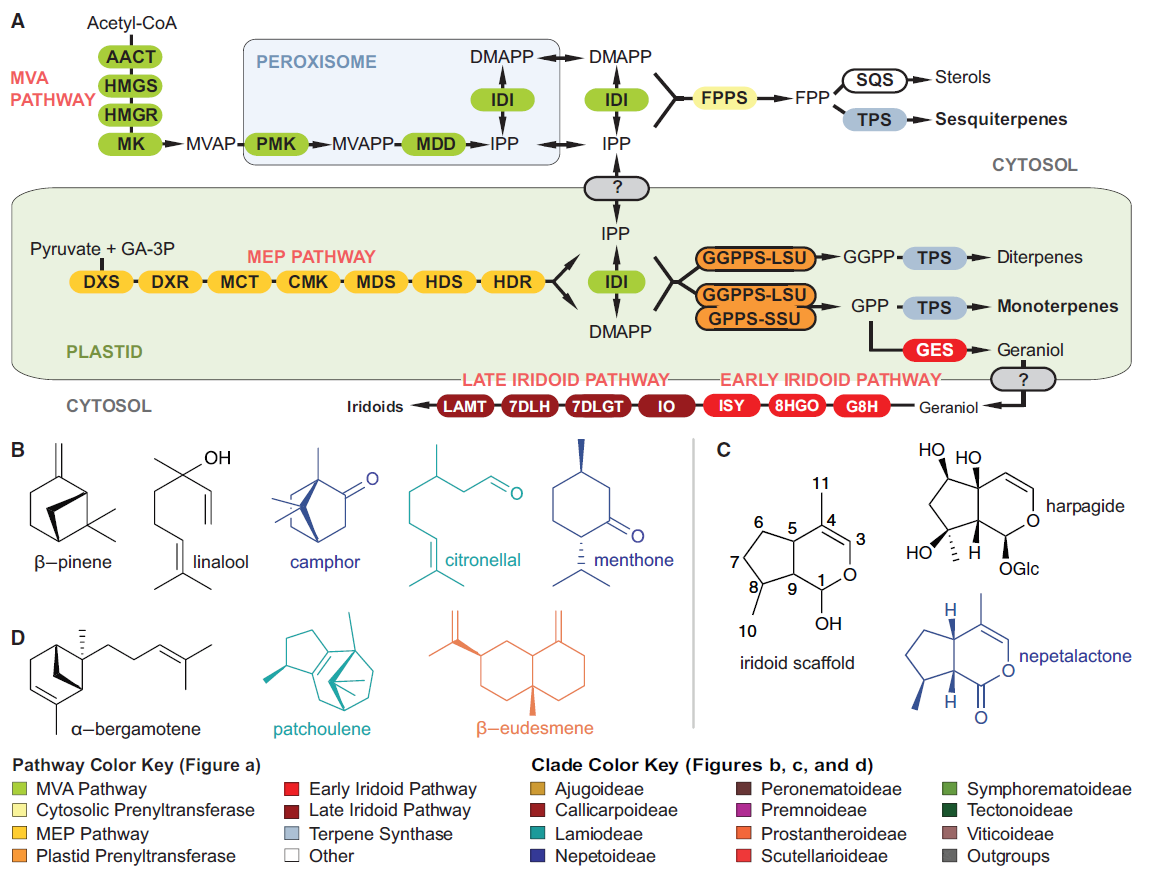 A
Acetyl-CoA
AACT
HMGS
HMGR
MK
MVA
PATHWAY
MVAP
PEROXISOME
PMK
MVAPP
MDD
DMAPP
IDI
IPP
DMAPP
IDI
IPP
FPPS
FPP
SQS
Sterols
TPS
Sesquiterpenes
CYTOSOL
?
Pyruvate + GA-3P
MEP PATHWAY
DXS
DXR
MCT
CMK
MDS
HDS
HDR
IPP
IDI
DMAPP
GGPPS-LSU
GGPP
TPS
Diterpenes
GGPPS-LSU
GPPS-SSU
GPP
TPS
Monoterpenes
GES
Geraniol
PLASTID
?
CYTOSOL
LATE IRIDOID PATHWAY
EARLY IRIDOID PATHWAY
Iridoids
LAMT
7DLH
7DLGT
IO
ISY
8HGO
G8H
Geraniol
B
β–pinene
OH
linalool
O
camphor
O
citronellal
O
menthone
C
11
4
3
5
6
7
8
9
1
O
10
OH
iridoid scaffold
HO
HO
O
HO
H
OGlc
harpagide
H
H
O
O
nepetalactone
D
α–bergamotene
patchoulene
β–eudesmene
Pathway Color Key (Figure a)
MVA Pathway
Cytosolic Prenyltransferase
MEP Pathway
Plastid Prenyltransferase
Early Iridoid Pathway
Late Iridoid Pathway
Terpene Synthase
Other
Clade Color Key (Figures b, c, and d)
Ajugoideae
Callicarpoideae
Lamiodeae
Nepetoideae
Peronematoideae
Premnoideae
Prostantheroideae
Scutellarioideae
Symphorematoideae
Tectonoideae
Viticoideae
Outgroups